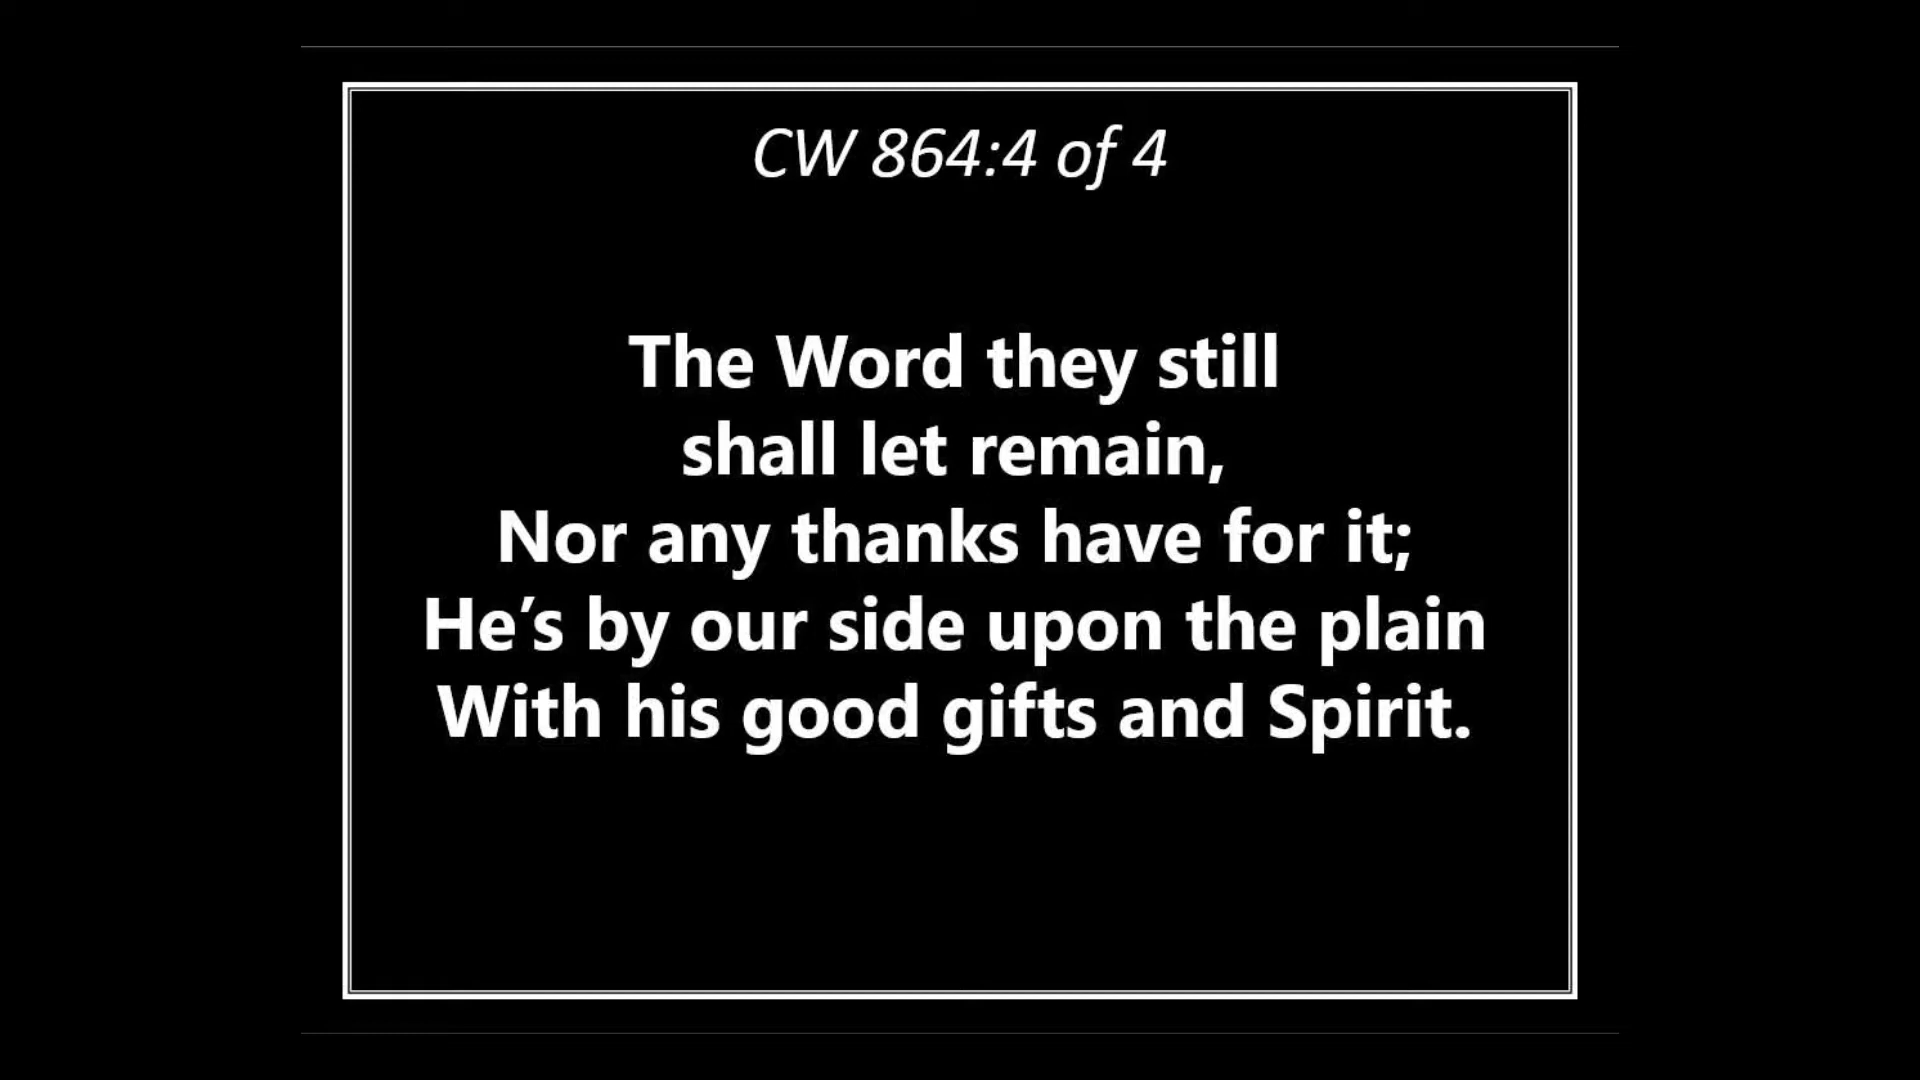 CW 864:4 of 4
The Word they still
shall let remain,
Nor any thanks have for it;
He’s by our side upon the plain
With his good gifts and Spirit.